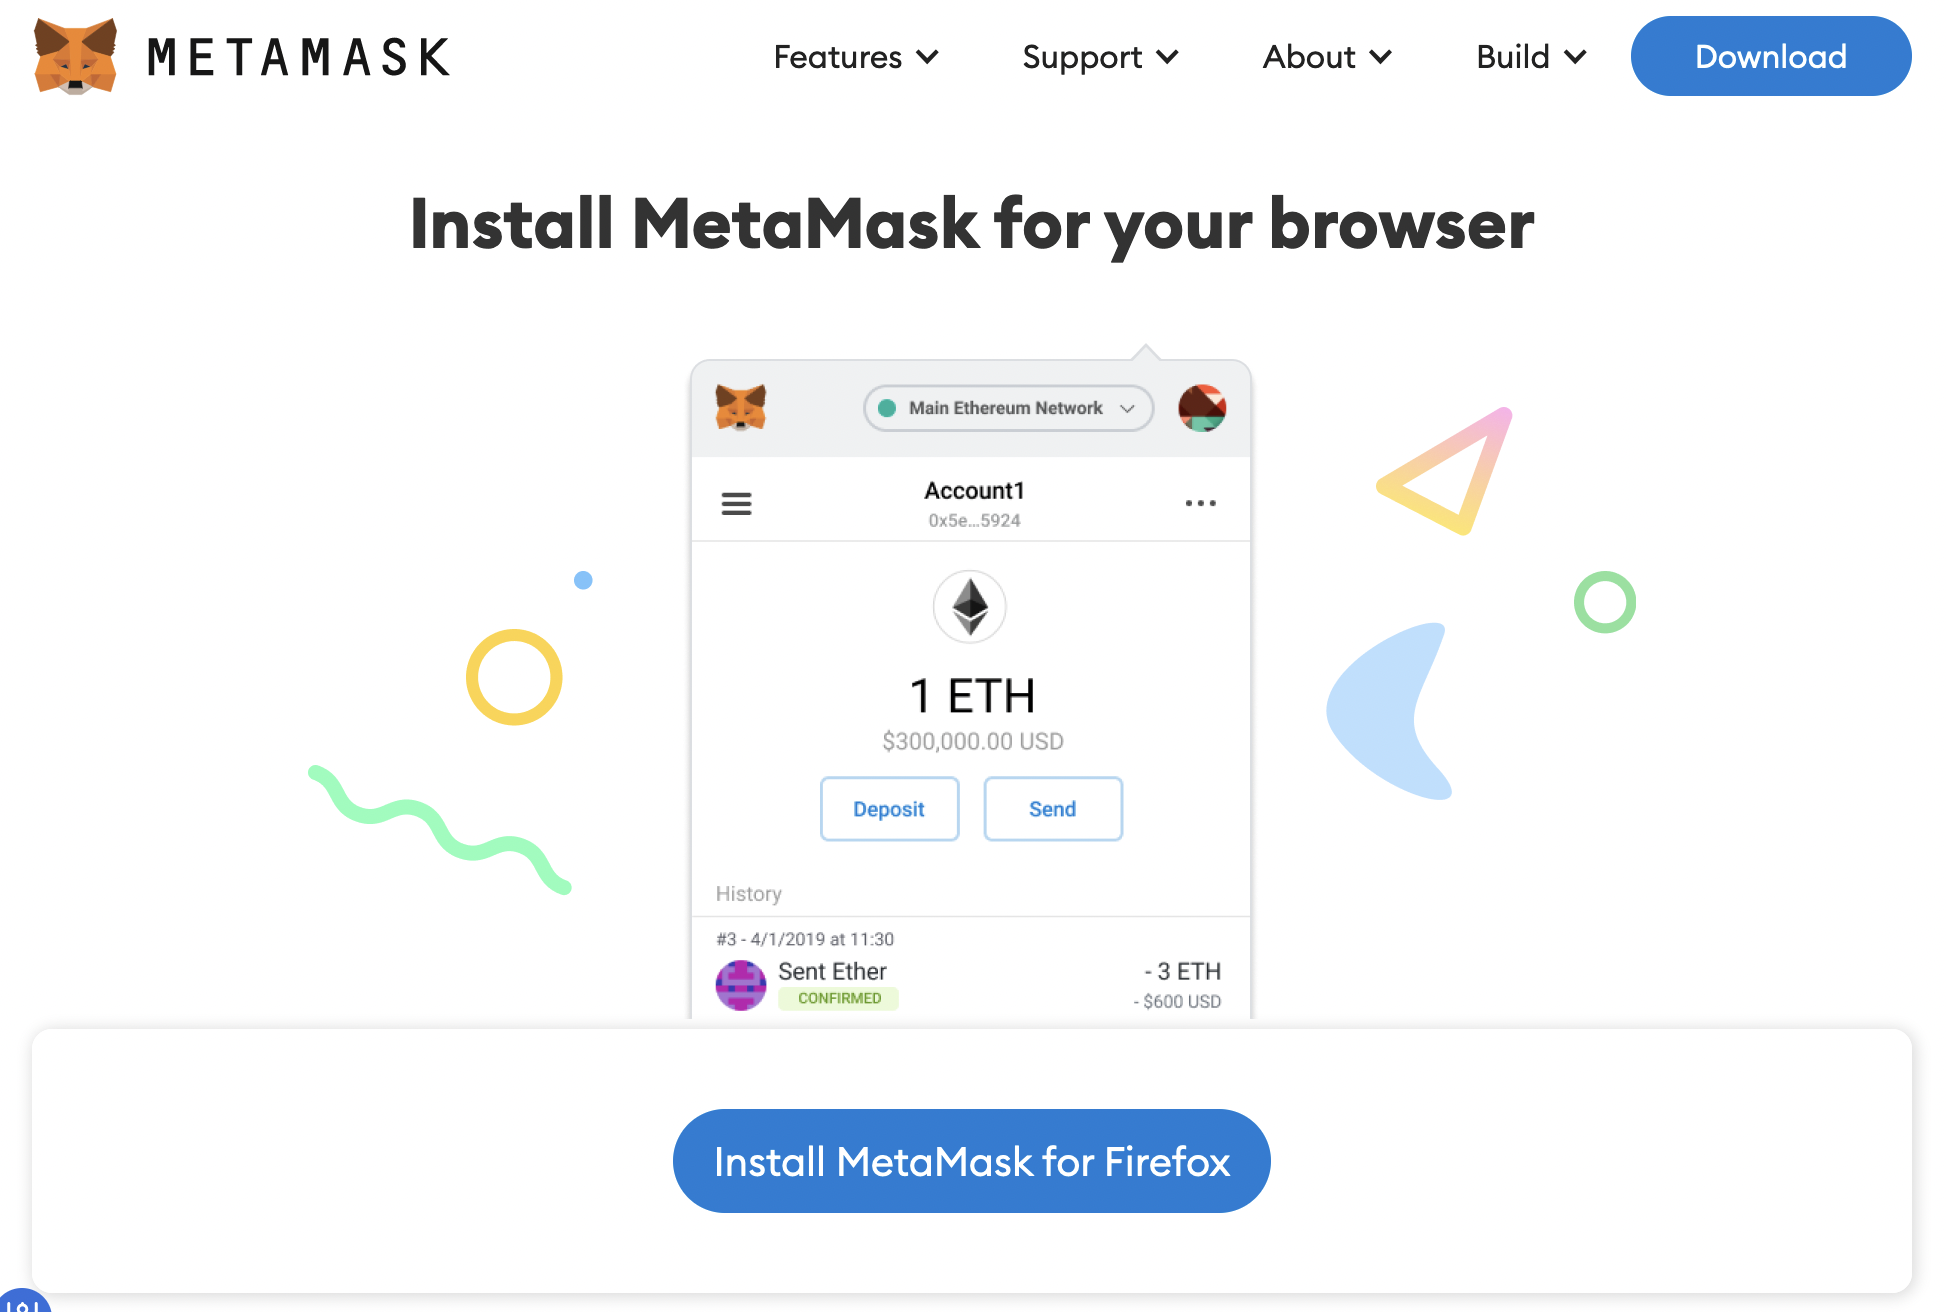 METAMASK
Features
Support
About
Build
Download
Install MetaMask for your browser
Main Ethereum Network
Account1
0x5e...5924
1 ETH
$300,000.00 USD
Deposit
Send
History
#3 - 4/1/2019 at 11:30
Sent Ether
- 3 ETH
CONFIRMED
- $600 USD
Install MetaMask for Firefox